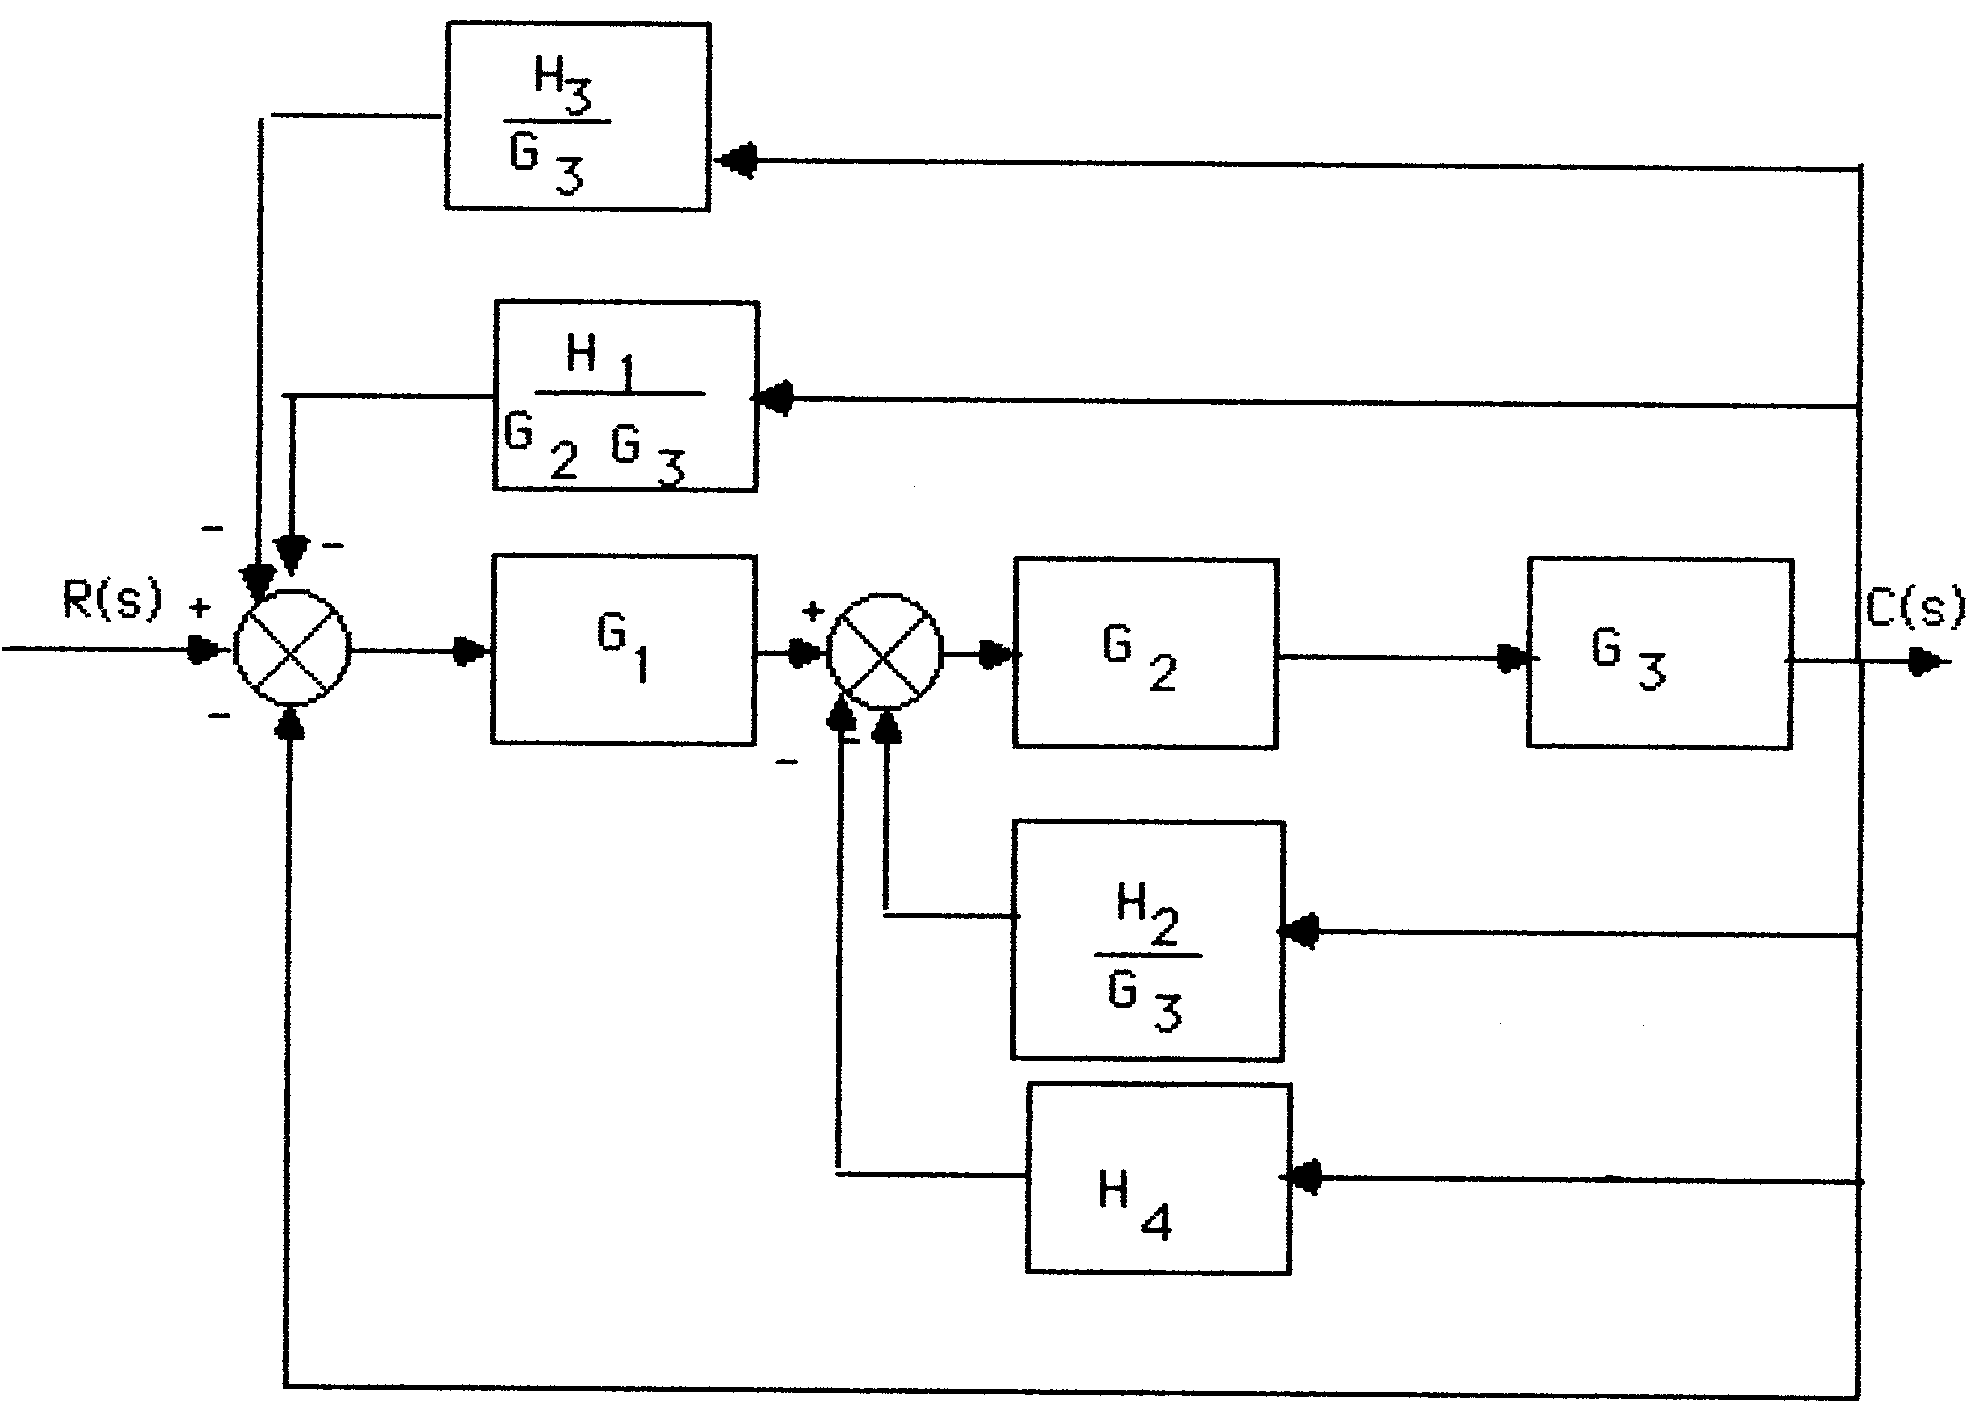 H3
G3
H1
G2 G3
- -
R(s) + G1 + G2 G3 C(s)
- - -
H2
G3
H4